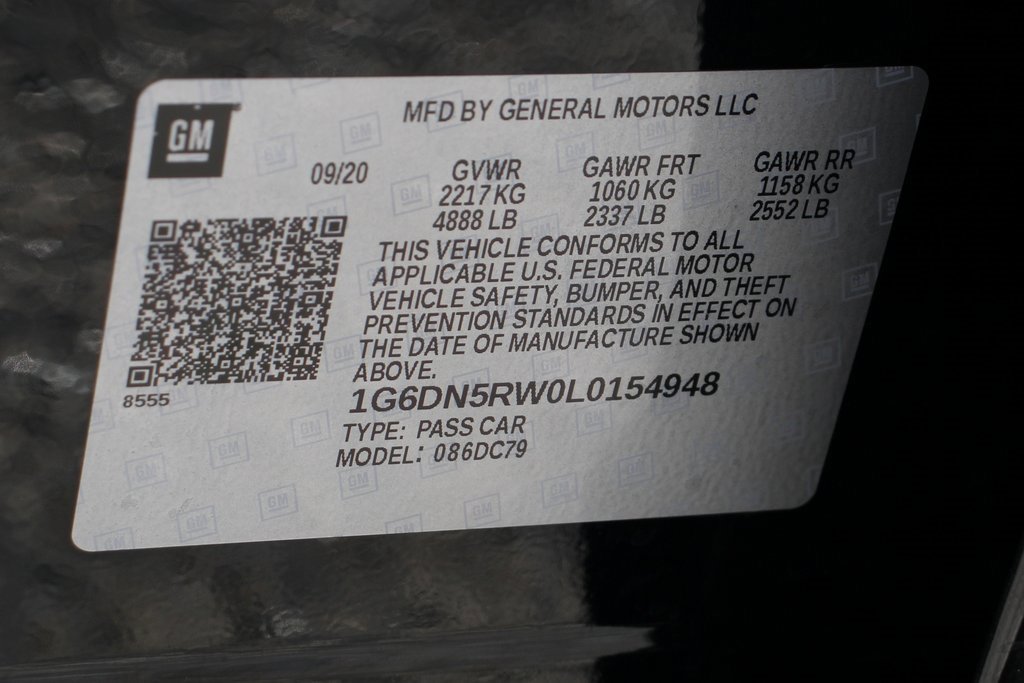 GM
MFD BY GENERAL MOTORS LLC
09/20 GVWR GAWR FRT GAWR RR
2217 KG 1060 KG 1158 KG
4888 LB 2337 LB 2552 LB
THIS VEHICLE CONFORMS TO ALL
APPLICABLE U.S. FEDERAL MOTOR
VEHICLE SAFETY, BUMPER, AND THEFT
PREVENTION STANDARDS IN EFFECT ON
THE DATE OF MANUFACTURE SHOWN
ABOVE.
8555
1G6DN5RW0L0154948
TYPE: PASS CAR
MODEL: 086DC79